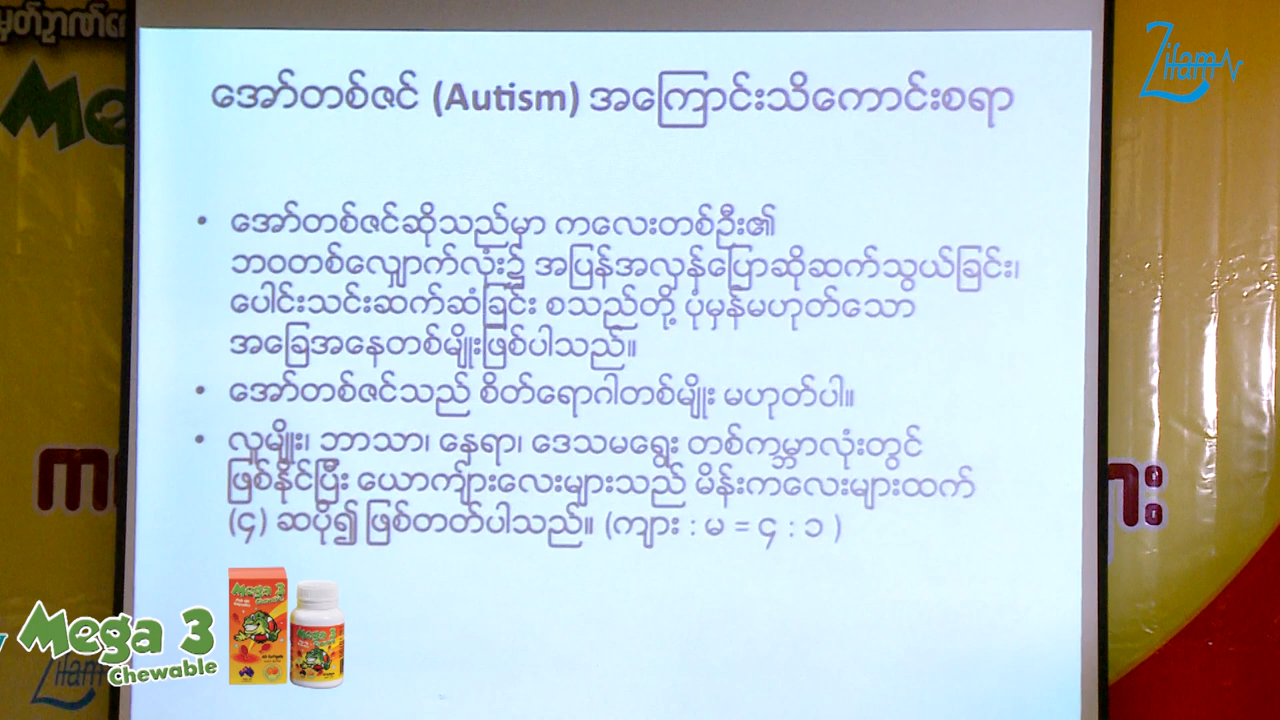 Zifam
အော်တစ်ဇင် (Autism) အကြောင်းသိကောင်းစရာ
• အော်တစ်ဇင်ဆိုသည်မှာ ကလေးတစ်ဦး၏
ဘဝတစ်လျှောက်လုံး၌ အပြန်အလှန်ပြောဆိုဆက်သွယ်ခြင်း၊
ပေါင်းသင်းဆက်ဆံခြင်း စသည်တို့ ပုံမှန်မဟုတ်သော
အခြေအနေတစ်မျိုးဖြစ်ပါသည်။
• အော်တစ်ဇင်သည် စိတ်ရောဂါတစ်မျိုး မဟုတ်ပါ။
• လူမျိုး၊ ဘာသာ၊ နေရာ၊ ဒေသမရွေး တစ်ကမ္ဘာလုံးတွင်
ဖြစ်နိုင်ပြီး ယောကျ်ားလေးများသည် မိန်းကလေးများထက်
(၄) ဆပို၍ ဖြစ်တတ်ပါသည်။ (ကျား : မ = ၄ : ၁ )
Mega 3
Chewable
Mega 3
Chewable
Mega 3
Chewable
Zifam